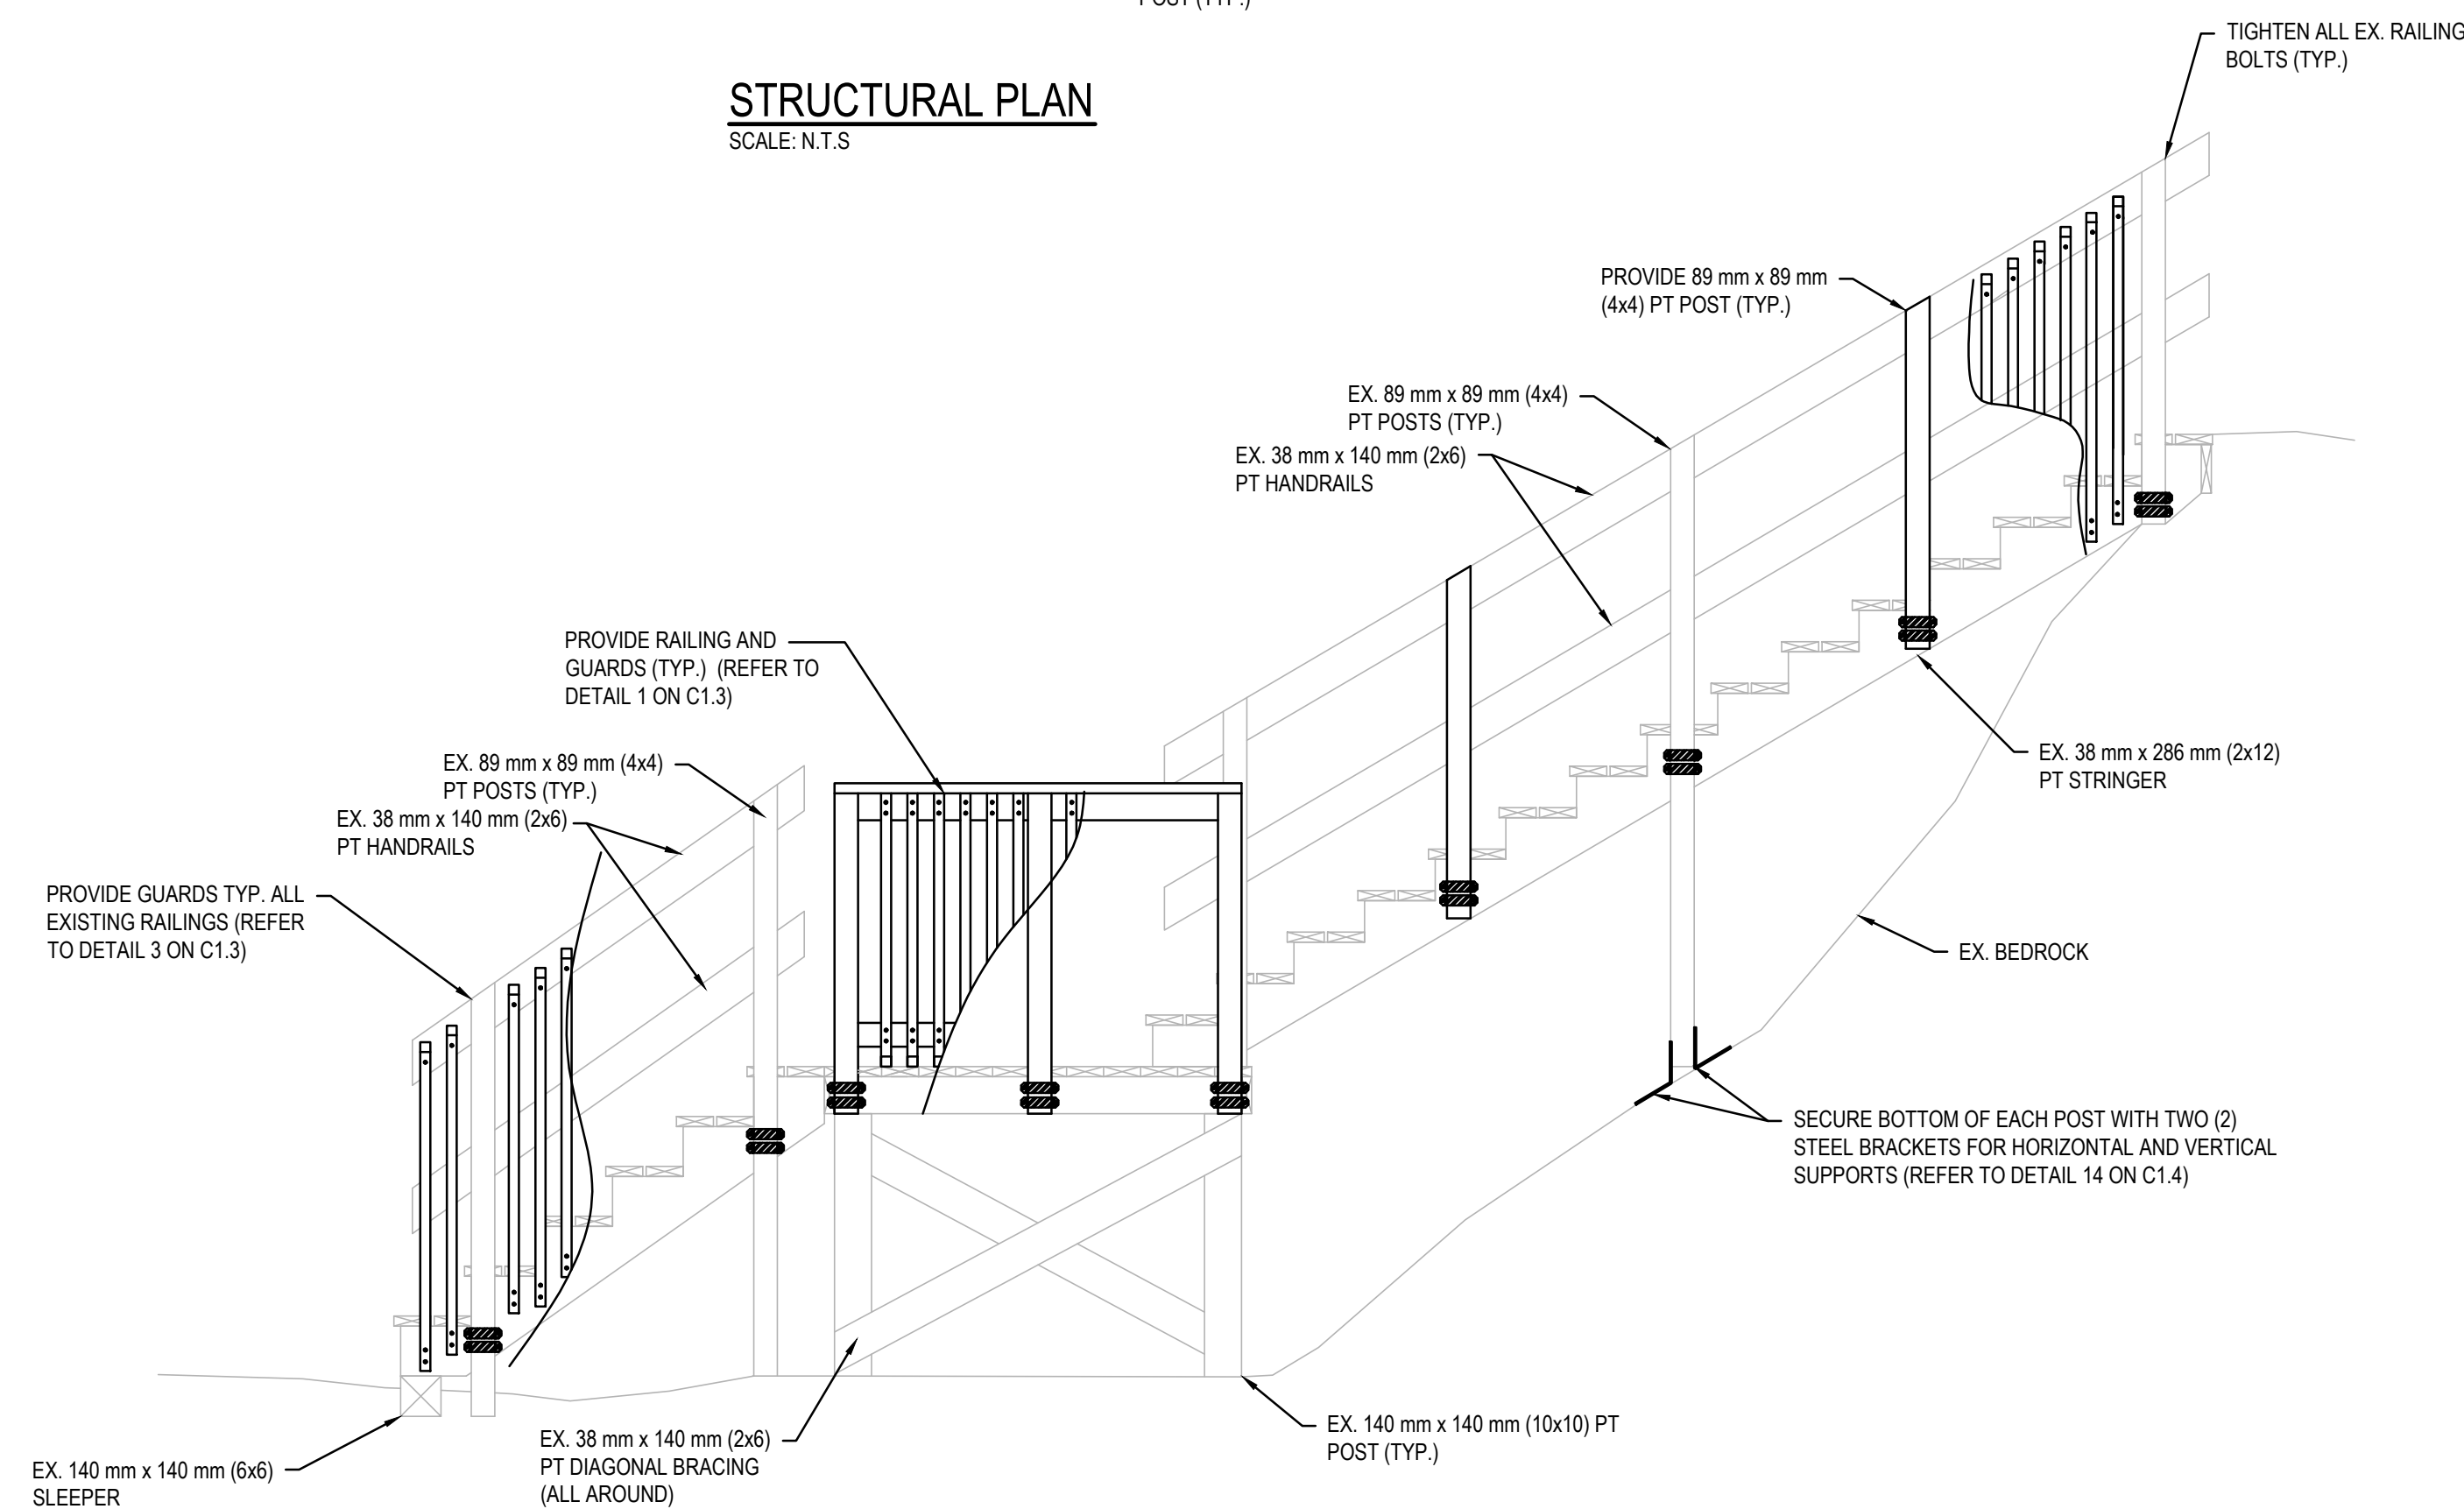 POST (TYP.)
TIGHTEN ALL EX. RAILING
BOLTS (TYP.)
STRUCTURAL PLAN
SCALE: N.T.S
PROVIDE 89 mm x 89 mm
(4x4) PT POST (TYP.)
EX. 89 mm x 89 mm (4x4)
PT POSTS (TYP.)
EX. 38 mm x 140 mm (2x6)
PT HANDRAILS
PROVIDE RAILING AND
GUARDS (TYP.) (REFER TO
DETAIL 1 ON C1.3)
EX. 89 mm x 89 mm (4x4)
PT POSTS (TYP.)
EX. 38 mm x 140 mm (2x6)
PT HANDRAILS
EX. 38 mm x 286 mm (2x12)
PT STRINGER
PROVIDE GUARDS TYP. ALL
EXISTING RAILINGS (REFER
TO DETAIL 3 ON C1.3)
EX. BEDROCK
SECURE BOTTOM OF EACH POST WITH TWO (2)
STEEL BRACKETS FOR HORIZONTAL AND VERTICAL
SUPPORTS (REFER TO DETAIL 14 ON C1.4)
EX. 140 mm x 140 mm (10x10) PT
POST (TYP.)
EX. 38 mm x 140 mm (2x6)
PT DIAGONAL BRACING
(ALL AROUND)
EX. 140 mm x 140 mm (6x6)
SLEEPER